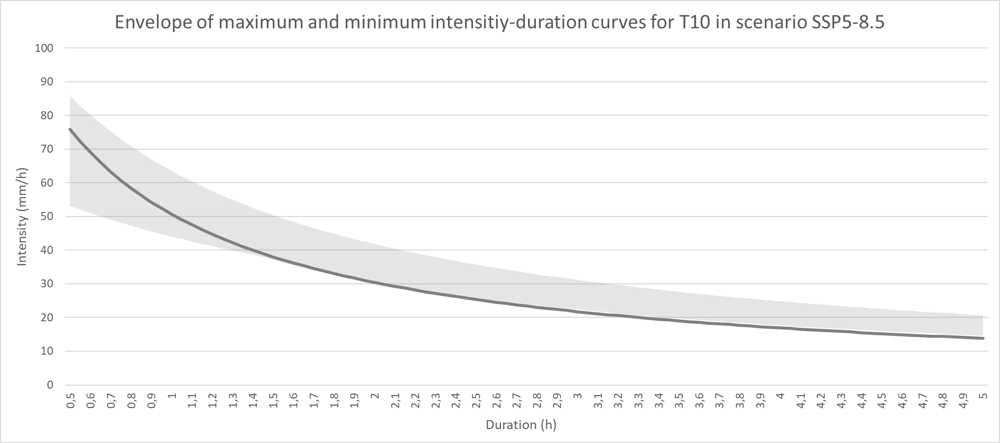 Envelope of maximum and minimum intensitiy-duration curves for T10 in scenario SSP5-8.5
100
90
80
70
60
50
40
30
20
10
0
Intensity (mm/h)
0,5 0,6 0,7 0,8 0,9 1 1,1 1,2 1,3 1,4 1,5 1,6 1,7 1,8 1,9 2 2,1 2,2 2,3 2,4 2,5 2,6 2,7 2,8 2,9 3 3,1 3,2 3,3 3,4 3,5 3,6 3,7 3,8 3,9 4 4,1 4,2 4,3 4,4 4,5 4,6 4,7 4,8 4,9 5
Duration (h)